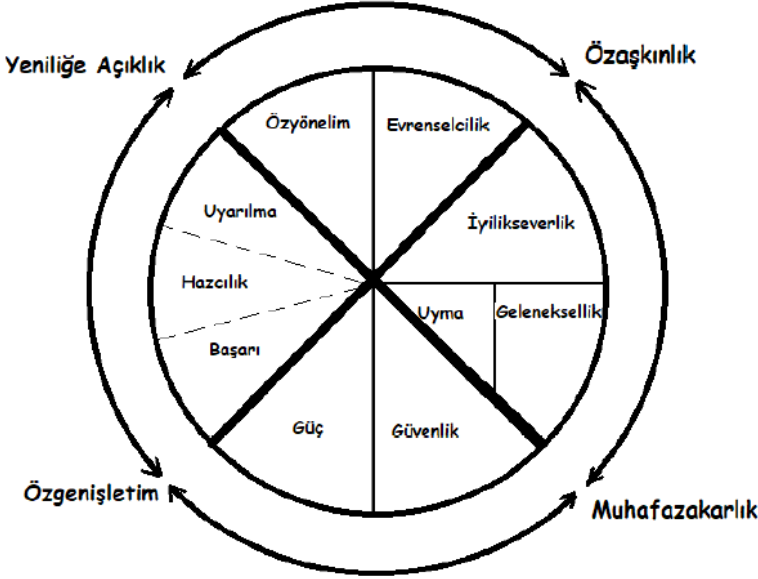 Yeniliğe Açıklık
Özaşkınlık
Özyönelim
Evrenselcilik
Uyarılma
İyilikseverlik
Hazcılık
Uyma
Geleneksellik
Başarı
Güç
Güvenlik
Özgenişletim
Muhafazakarlık